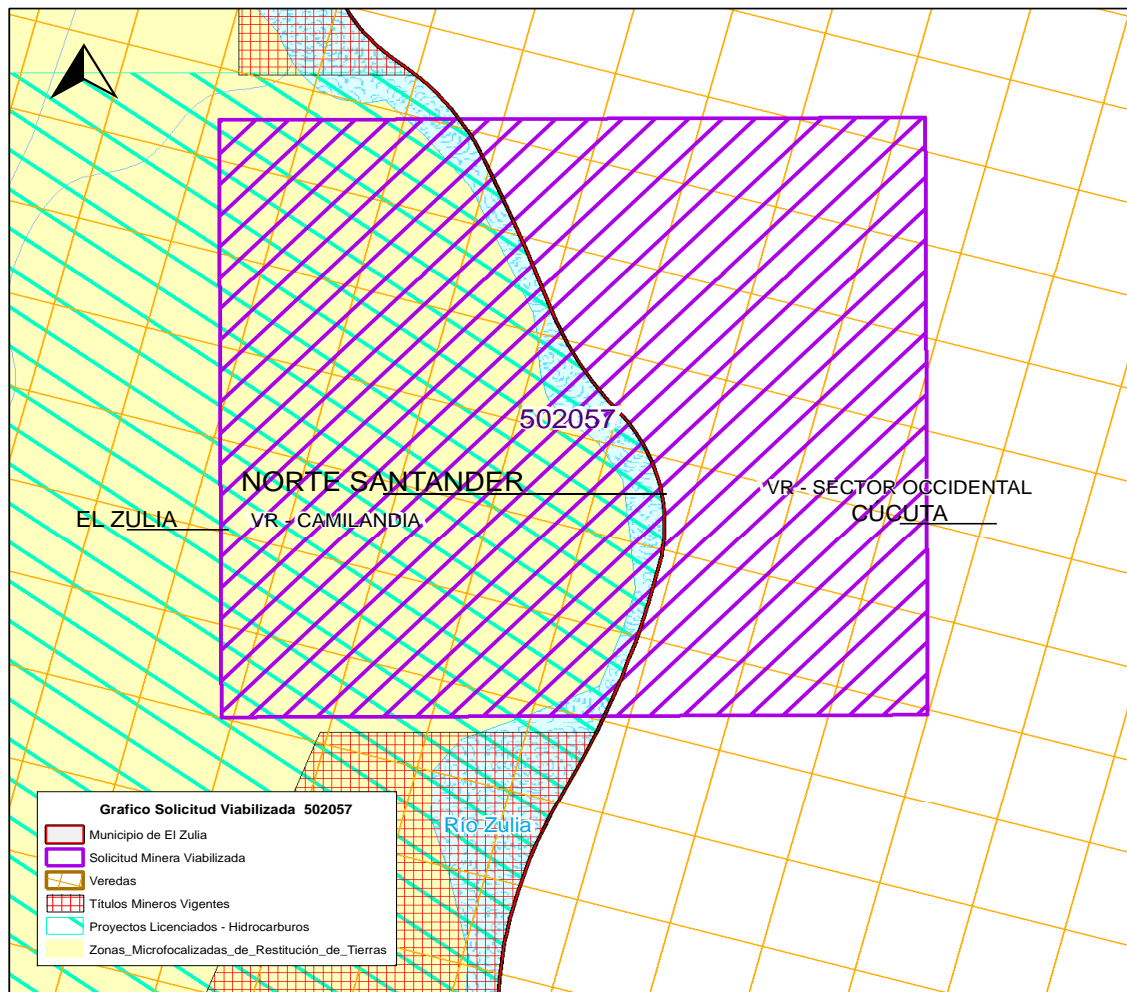 502057
NORTE SANTANDER
VR - SECTOR OCCIDENTAL
CUCUTA
EL ZULIA
VR - CAMILANDIA
Río Zulia
Grafico Solicitud Viabilizada 502057
Municipio de El Zulia
Solicitud Minera Viabilizada
Veredas
Títulos Mineros Vigentes
Proyectos Licenciados - Hidrocarburos
Zonas_Microfocalizadas_de_Restitución_de_Tierras